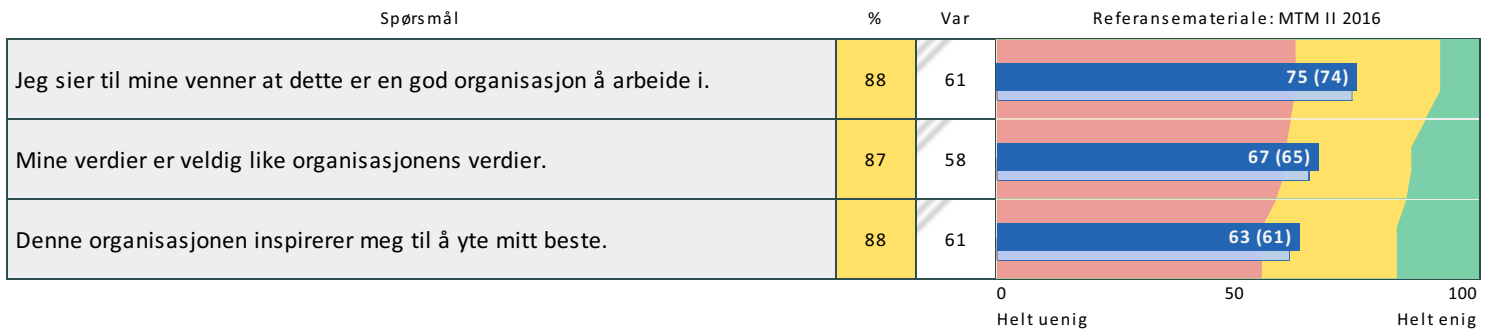 Spørsmål % Var Referansemateriale: MTM II 2016
Jeg sier til mine venner at dette er en god organisasjon å arbeide i. 88 61 75 (74)
Mine verdier er veldig like organisasjonens verdier. 87 58 67 (65)
Denne organisasjonen inspirerer meg til å yte mitt beste. 88 61 63 (61)
0 50 100
Helt uenig Helt enig